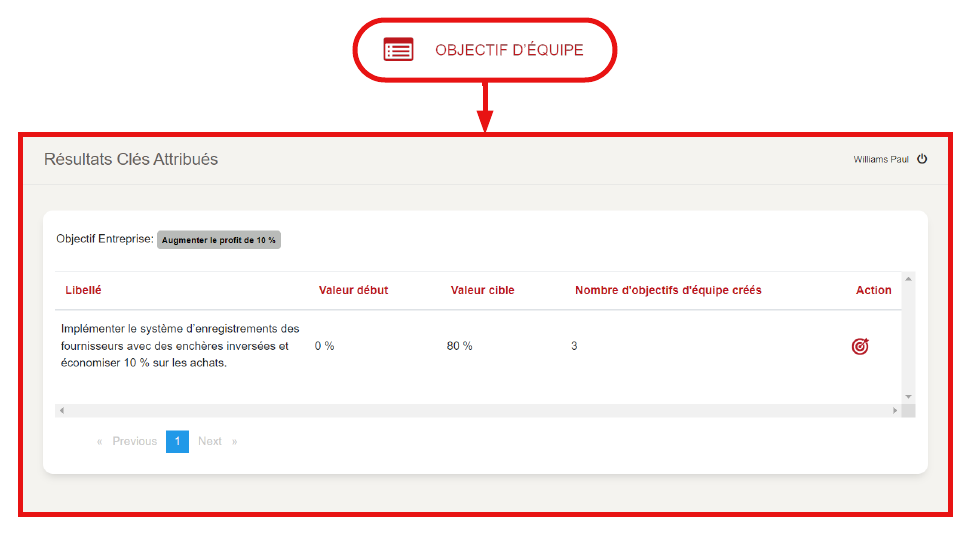 OBJECTIF D'ÉQUIPE
Résultats Clés Attribués
Williams Paul
Objectif Entreprise: Augmenter le profit de 10 %
Libellé Valeur début Valeur cible Nombre d'objectifs d'équipe créés Action
Implémenter le système d'enregistrements des
fournisseurs avec des enchères inversées et
économiser 10 % sur les achats.
0 % 80 % 3
« Previous 1 Next »